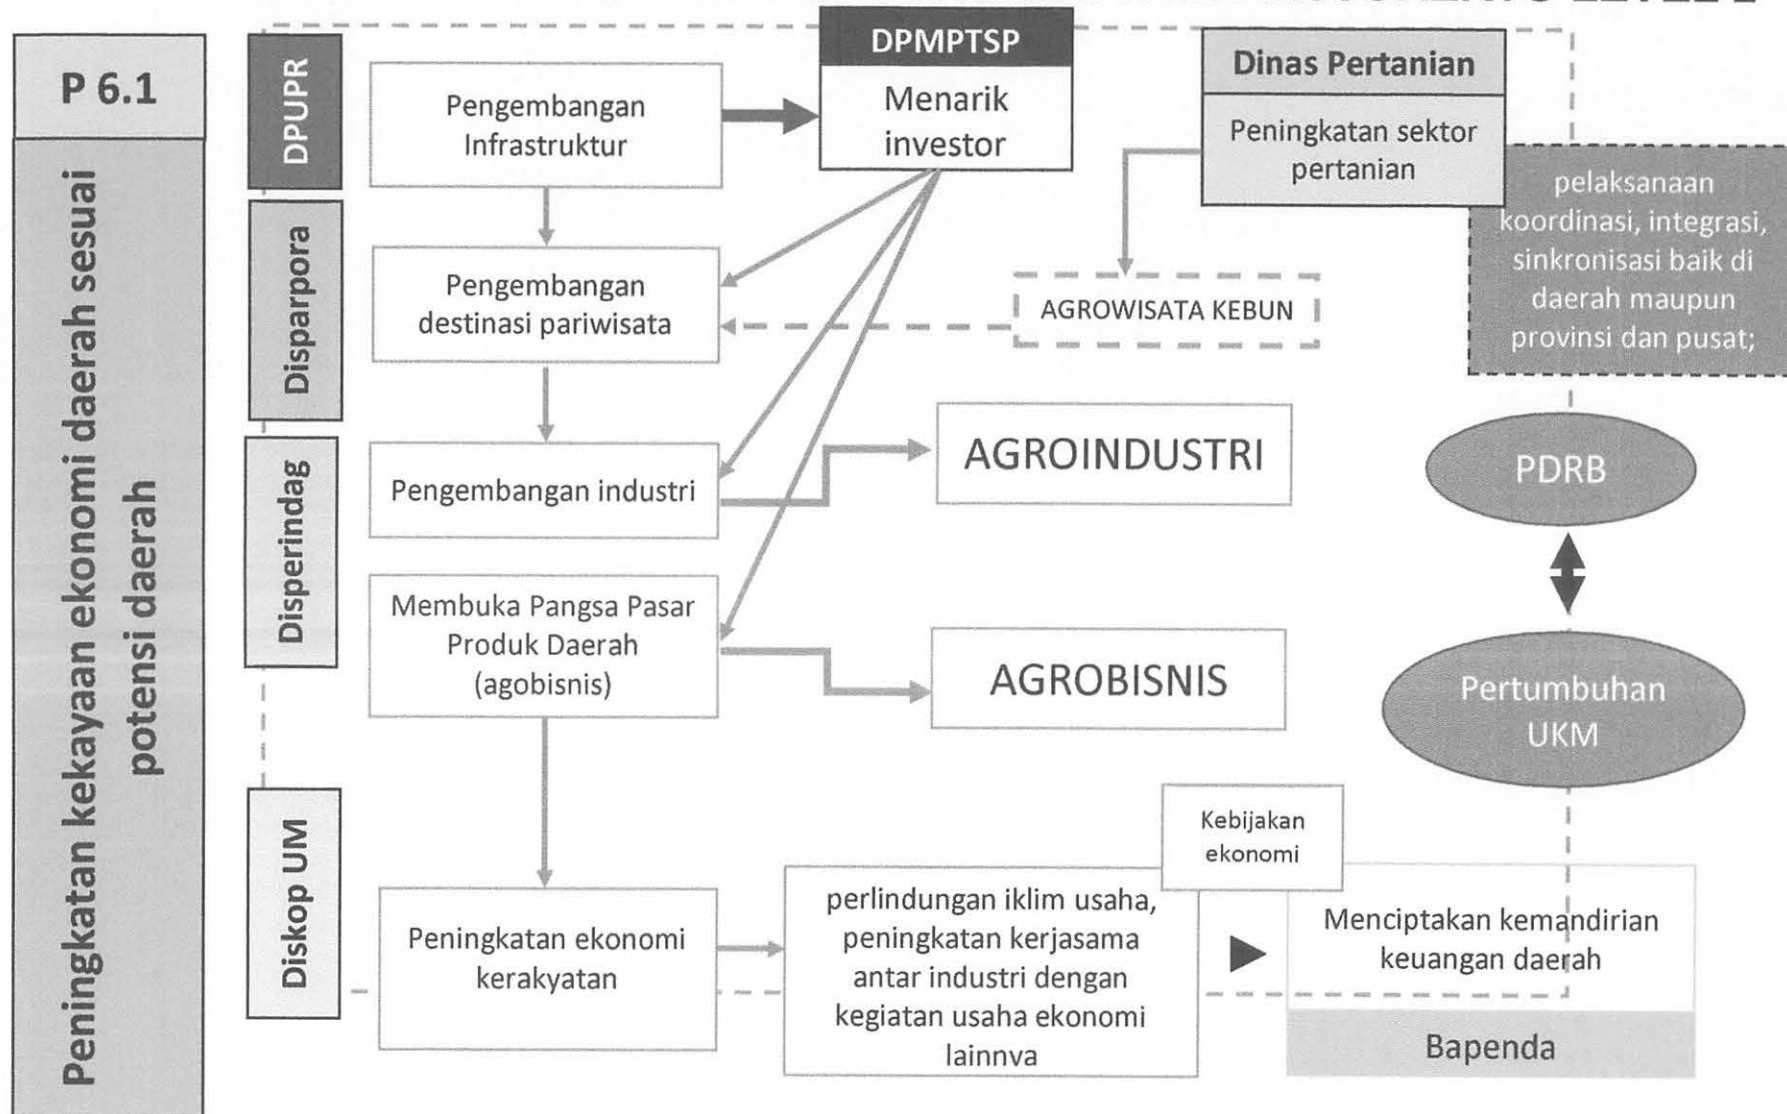 P 6.1
Peningkatan kekayaan ekonomi daerah sesuai
potensi daerah
DPUPR
Disparpora
Disperindag
Diskop UM
Pengembangan
Infrastruktur
DPMPTSP
Menarik
investor
Dinas Pertanian
Peningkatan sektor
pertanian
pelaksanaan
koordinasi, integrasi,
sinkronisasi baik di
daerah maupun
provinsi dan pusat;
Pengembangan
destinasi pariwisata
AGROWISATA KEBUN
Pengembangan industri
AGROINDUSTRI
PDRB
Membuka Pangsa Pasar
Produk Daerah
(agobisnis)
AGROBISNIS
Pertumbuhan
UKM
Kebijakan
ekonomi
Peningkatan ekonomi
kerakyatan
perlindungan iklim usaha,
peningkatan kerjasama
antar industri dengan
kegiatan usaha ekonomi
lainnya
Menciptakan kemandirian
keuangan daerah
Bapenda